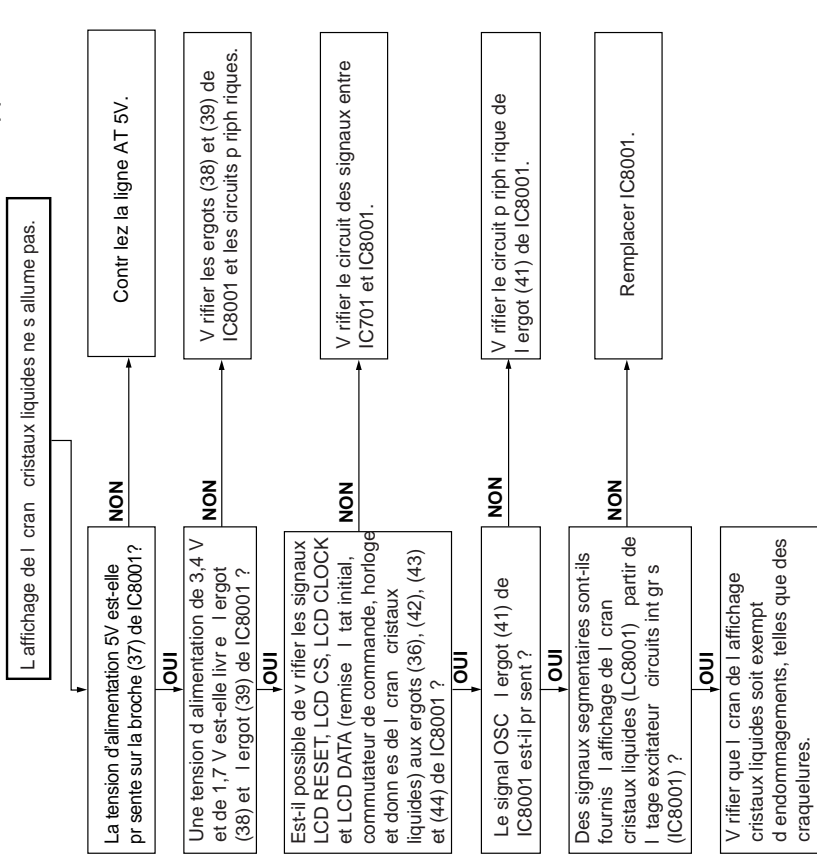 L affichage de l cran cristaux liquides ne s allume pas.
La tension d'alimentation 5V est-elle
pr sente sur la broche (37) de IC8001?
NON
Contr lez la ligne AT 5V.
OUI
Une tension d alimentation de 3,4 V
et de 1,7 V est-elle livr e l ergot
(38) et l ergot (39) de IC8001 ?
NON
V rifier les ergots (38) et (39) de
IC8001 et les circuits p riph riques.
OUI
Est-il possible de v rifier les signaux
LCD RESET, LCD CS, LCD CLOCK
et LCD DATA (remise l tat initial,
commutateur de commande, horloge
et donn es de l cran cristaux
liquides) aux ergots (36), (42), (43)
et (44) de IC8001 ?
NON
V rifier le circuit des signaux entre
IC701 et IC8001.
OUI
Le signal OSC l ergot (41) de
IC8001 est-il pr sent ?
NON
V rifier le circuit p riph rique de
l ergot (41) de IC8001.
OUI
Des signaux segmentaires sont-ils
fournis l affichage de l cran
cristaux liquides (LC8001) partir de
l tage excitateur circuits int gr s
(IC8001) ?
NON
Remplacer IC8001.
OUI
V rifier que l cran de l affichage
cristaux liquides soit exempt
d endommagements, telles que des
craquelures.